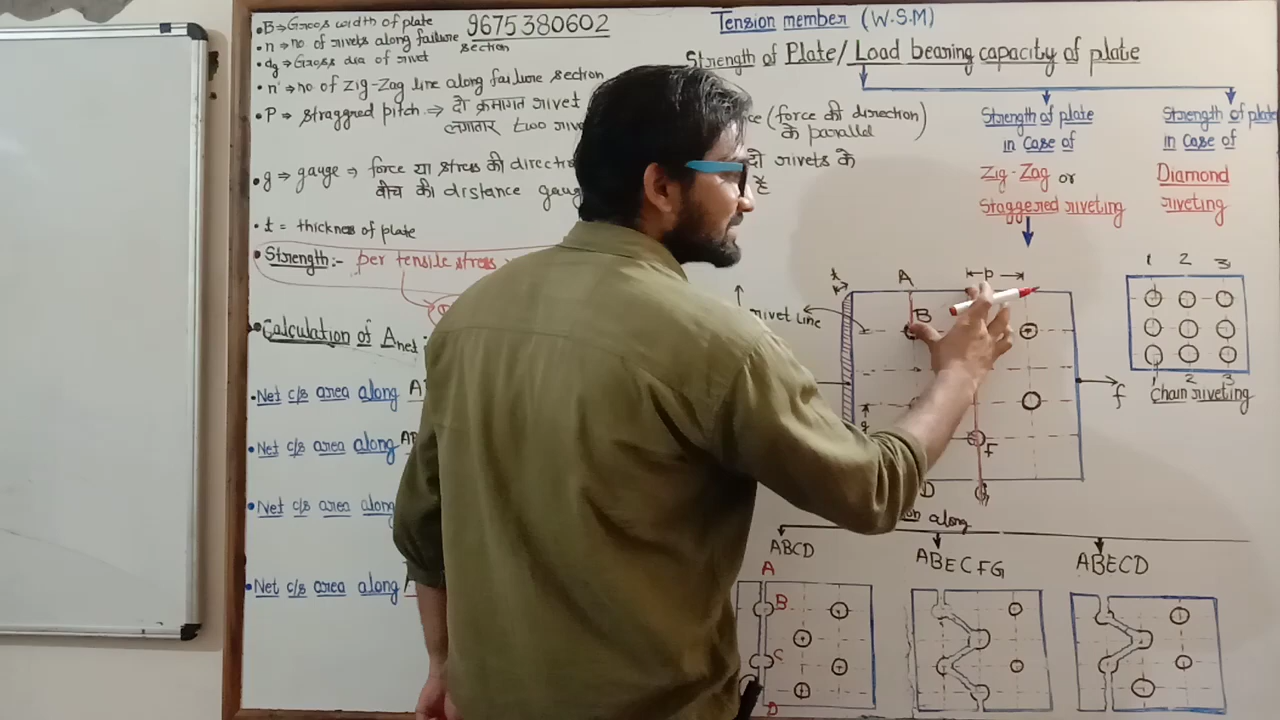 • B → Gross width of plate 9675380602
• n → no of rivets along failure section
• dg → Gross dia of rivet
• n' → no of Zig-Zag line along failure section
• P → straggred pitch → दो क्रमागत rivet
लगातार two
(force की direction)
के parallel
• g → gauge → force या stress की
दो rivets के
बीच की distance
हैं
• t = thickness of plate
• Strength :- per tensile stress
• Calculation of Anet
• Net c/s area along
• Net c/s area along
• Net c/s area along
• Net c/s area along
Tension member (W.S.M)
Strength of Plate / Load bearing capacity of plate
Strength of plate
in Case of
Zig-Zag or
Staggered riveting
Strength of plate
in Case of
Diamond
riveting
t
A
p
rivet line
B
g
F
f
D
G
1 2 3
1 2 3
Chain riveting
along
ABCD
ABECFG
ABECD
A
B
C
D